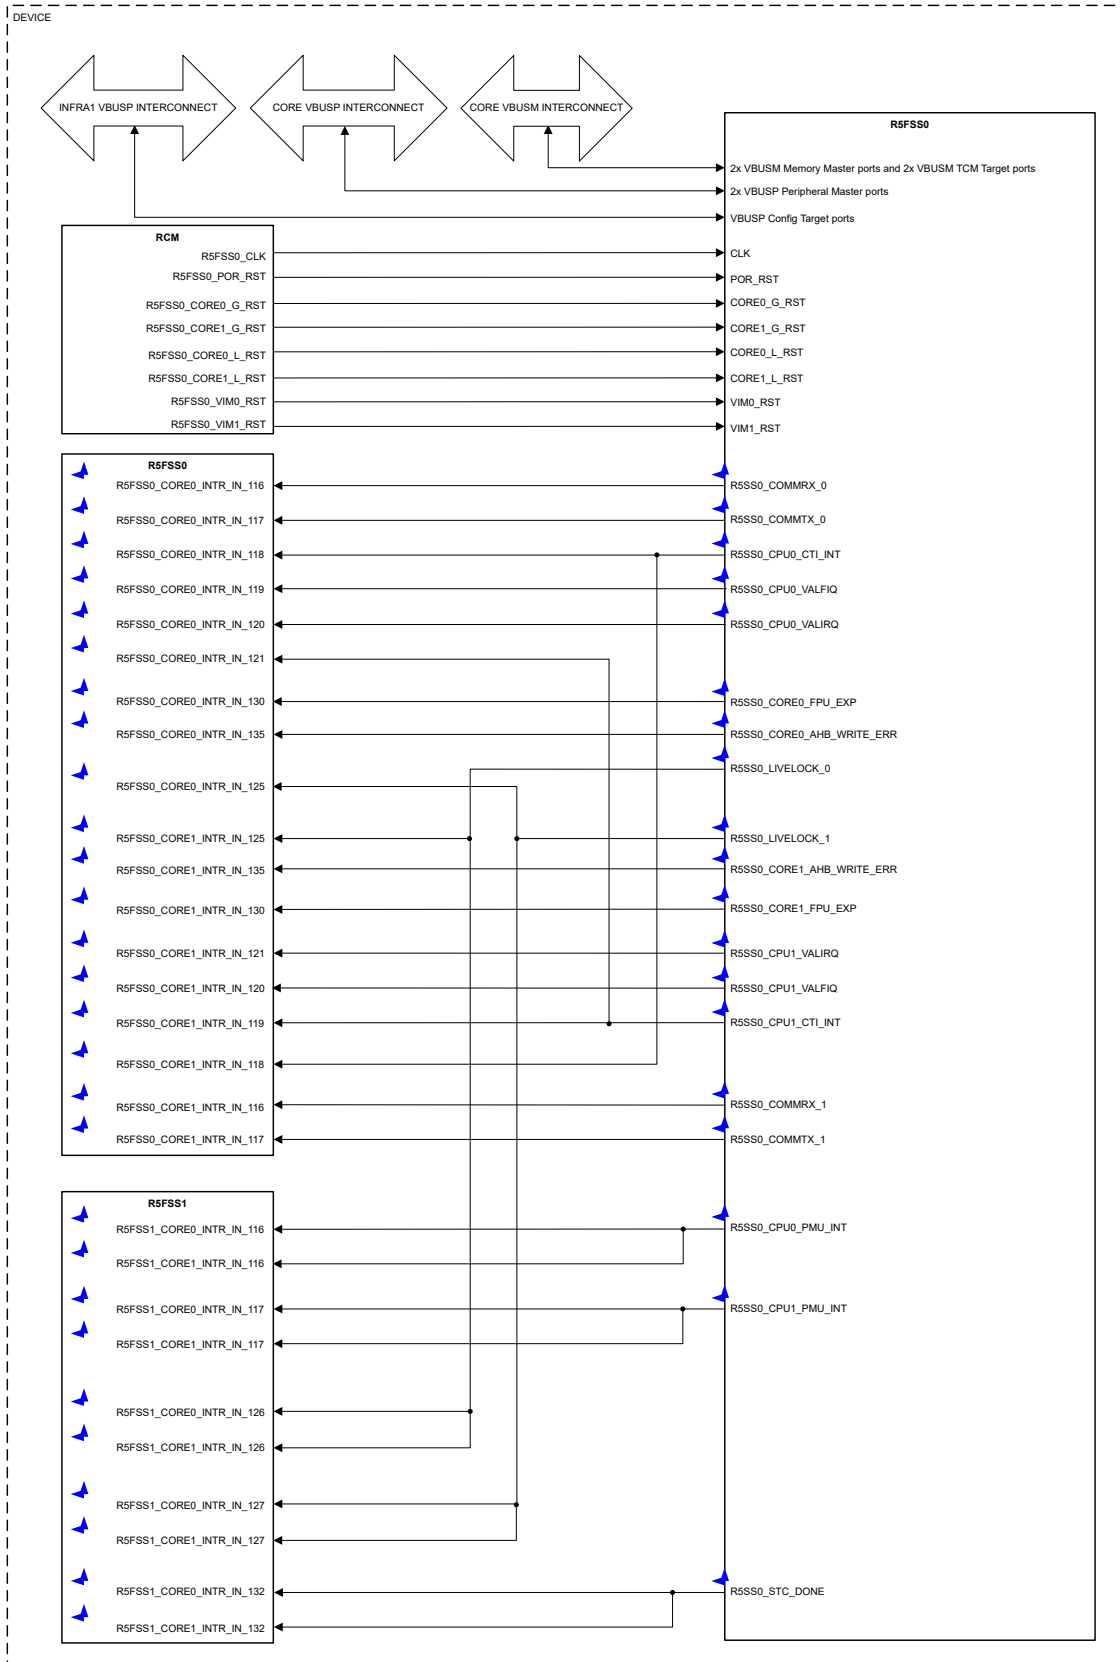 DEVICE
INFRA1 VBUSP INTERCONNECT
CORE VBUSP INTERCONNECT
CORE VBUSM INTERCONNECT
R5FSS0
2x VBUSM Memory Master ports and 2x VBUSM TCM Target ports
2x VBUSP Peripheral Master ports
VBUSP Config Target ports
RCM
R5FSS0_CLK
CLK
R5FSS0_POR_RST
POR_RST
R5FSS0_CORE0_G_RST
CORE0_G_RST
R5FSS0_CORE1_G_RST
CORE1_G_RST
R5FSS0_CORE0_L_RST
CORE0_L_RST
R5FSS0_CORE1_L_RST
CORE1_L_RST
R5FSS0_VIM0_RST
VIM0_RST
R5FSS0_VIM1_RST
VIM1_RST
R5FSS0
R5FSS0_CORE0_INTR_IN_116
R5SS0_COMMRX_0
R5FSS0_CORE0_INTR_IN_117
R5SS0_COMMTX_0
R5FSS0_CORE0_INTR_IN_118
R5SS0_CPU0_CTI_INT
R5FSS0_CORE0_INTR_IN_119
R5SS0_CPU0_VALFIQ
R5FSS0_CORE0_INTR_IN_120
R5SS0_CPU0_VALIRQ
R5FSS0_CORE0_INTR_IN_121
R5FSS0_CORE0_INTR_IN_130
R5SS0_CORE0_FPU_EXP
R5FSS0_CORE0_INTR_IN_135
R5SS0_CORE0_AHB_WRITE_ERR
R5SS0_LIVELOCK_0
R5FSS0_CORE0_INTR_IN_125
R5FSS0_CORE1_INTR_IN_125
R5SS0_LIVELOCK_1
R5FSS0_CORE1_INTR_IN_135
R5SS0_CORE1_AHB_WRITE_ERR
R5FSS0_CORE1_INTR_IN_130
R5SS0_CORE1_FPU_EXP
R5FSS0_CORE1_INTR_IN_121
R5SS0_CPU1_VALIRQ
R5FSS0_CORE1_INTR_IN_120
R5SS0_CPU1_VALFIQ
R5FSS0_CORE1_INTR_IN_119
R5SS0_CPU1_CTI_INT
R5FSS0_CORE1_INTR_IN_118
R5FSS0_CORE1_INTR_IN_116
R5SS0_COMMRX_1
R5FSS0_CORE1_INTR_IN_117
R5SS0_COMMTX_1
R5FSS1
R5FSS1_CORE0_INTR_IN_116
R5SS0_CPU0_PMU_INT
R5FSS1_CORE1_INTR_IN_116
R5FSS1_CORE0_INTR_IN_117
R5SS0_CPU1_PMU_INT
R5FSS1_CORE1_INTR_IN_117
R5FSS1_CORE0_INTR_IN_126
R5FSS1_CORE1_INTR_IN_126
R5FSS1_CORE0_INTR_IN_127
R5FSS1_CORE1_INTR_IN_127
R5FSS1_CORE0_INTR_IN_132
R5SS0_STC_DONE
R5FSS1_CORE1_INTR_IN_132